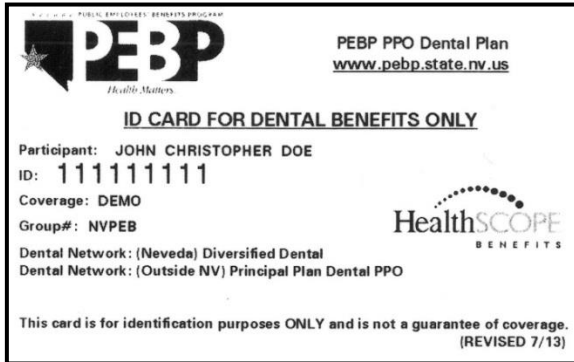 PUBLIC EMPLOYEES' BENEFITS PROGRAM
PEBP
Health Matters
PEBP PPO Dental Plan
www.pebp.state.nv.us
ID CARD FOR DENTAL BENEFITS ONLY
Participant: JOHN CHRISTOPHER DOE
ID: 111111111
Coverage: DEMO
Group#: NVPEB
HealthSCOPE
BENEFITS
Dental Network: (Neveda) Diversified Dental
Dental Network: (Outside NV) Principal Plan Dental PPO
This card is for identification purposes ONLY and is not a guarantee of coverage.
(REVISED 7/13)